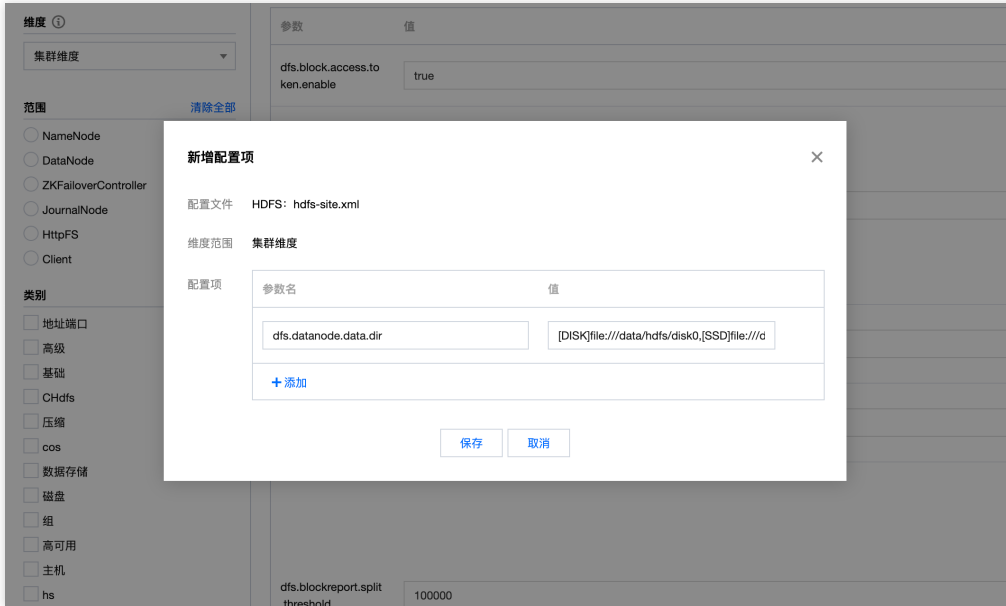 维度
集群维度
范围
清除全部
NameNode
DataNode
ZKFailoverController
JournalNode
HttpFS
Client
类别
地址端口
高级
基础
CHdfs
压缩
cos
数据存储
磁盘
组
高可用
主机
hs
参数
值
dfs.block.access.to
ken.enable
true
新增配置项
配置文件
HDFS：hdfs-site.xml
维度范围
集群维度
配置项
参数名
值
dfs.datanode.data.dir
[DISK]file:///data/hdfs/disk0,[SSD]file:///d
+ 添加
保存
取消
dfs.blockreport.split
.threshold
100000